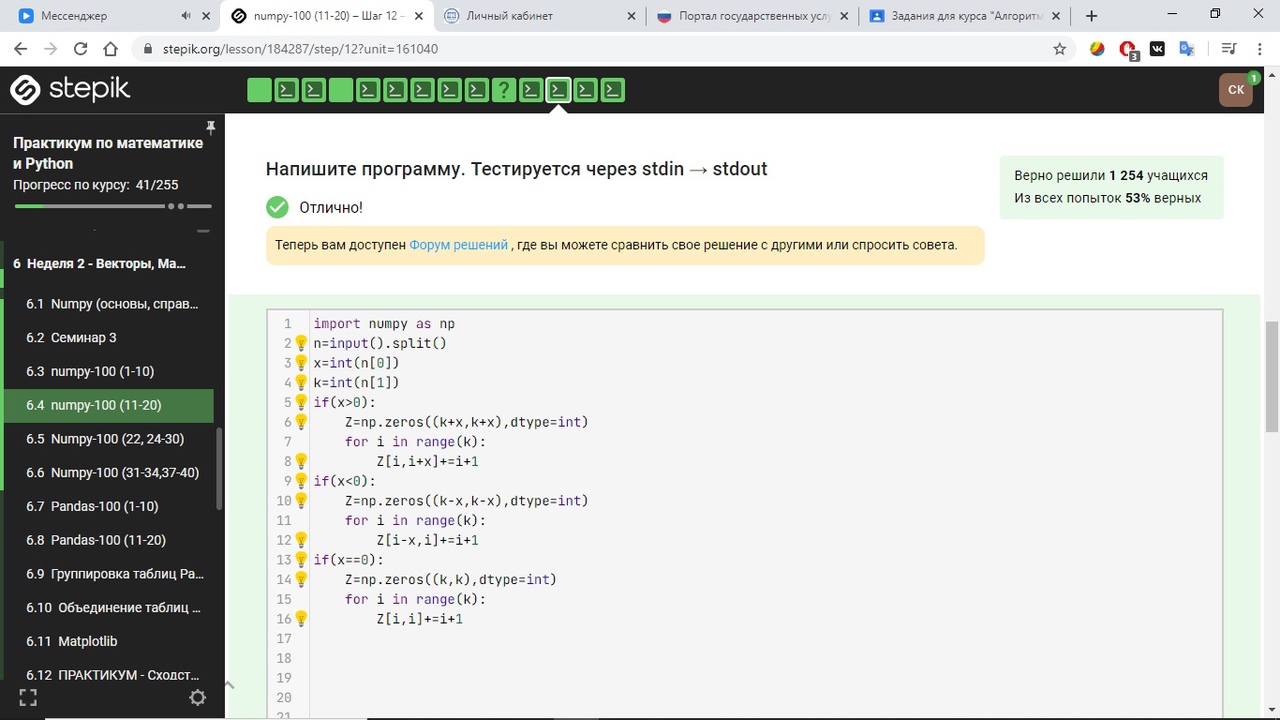 Мессенджер
numpy-100 (11-20) – Шаг 12 –
Личный кабинет
Портал государственных услу
Задания для курса "Алгоритм
stepik.org/lesson/184287/step/12?unit=161040
3
stepik
?
СК
1
Практикум по математике
и Python
Прогресс по курсу: 41/255
6 Неделя 2 - Векторы, Ма...
6.1 Numpy (основы, справ...
6.2 Семинар 3
6.3 numpy-100 (1-10)
6.4 numpy-100 (11-20)
6.5 Numpy-100 (22, 24-30)
6.6 Numpy-100 (31-34,37-40)
6.7 Pandas-100 (1-10)
6.8 Pandas-100 (11-20)
6.9 Группировка таблиц Pa...
6.10 Объединение таблиц ...
6.11 Matplotlib
6.12 ПРАКТИКУМ - Сходст...
Напишите программу. Тестируется через stdin → stdout
Отлично!
Теперь вам доступен Форум решений , где вы можете сравнить свое решение с другими или спросить совета.
Верно решили 1 254 учащихся
Из всех попыток 53% верных
1 import numpy as np
2 n=input().split()
3 x=int(n[0])
4 k=int(n[1])
5 if(x>0):
6     Z=np.zeros((k+x,k+x),dtype=int)
7     for i in range(k):
8         Z[i,i+x]+=i+1
9 if(x<0):
10     Z=np.zeros((k-x,k-x),dtype=int)
11     for i in range(k):
12         Z[i-x,i]+=i+1
13 if(x==0):
14     Z=np.zeros((k,k),dtype=int)
15     for i in range(k):
16         Z[i,i]+=i+1
17
18
19
20
21